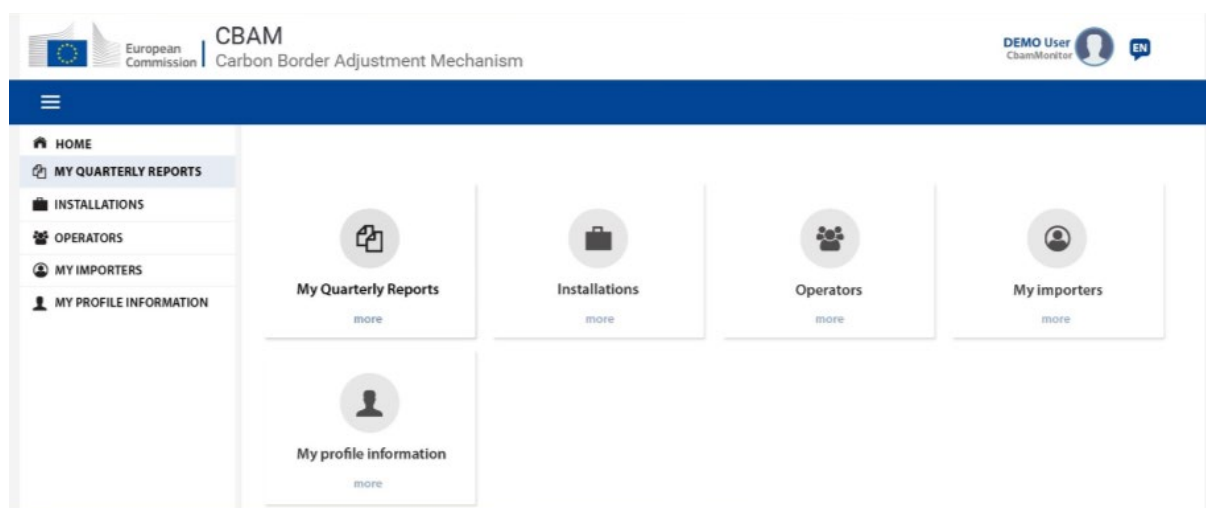 European
Commission
CBAM
Carbon Border Adjustment Mechanism
DEMO User
CbamMonitor
EN
HOME
MY QUARTERLY REPORTS
INSTALLATIONS
OPERATORS
MY IMPORTERS
MY PROFILE INFORMATION
My Quarterly Reports
more
Installations
more
Operators
more
My importers
more
My profile information
more